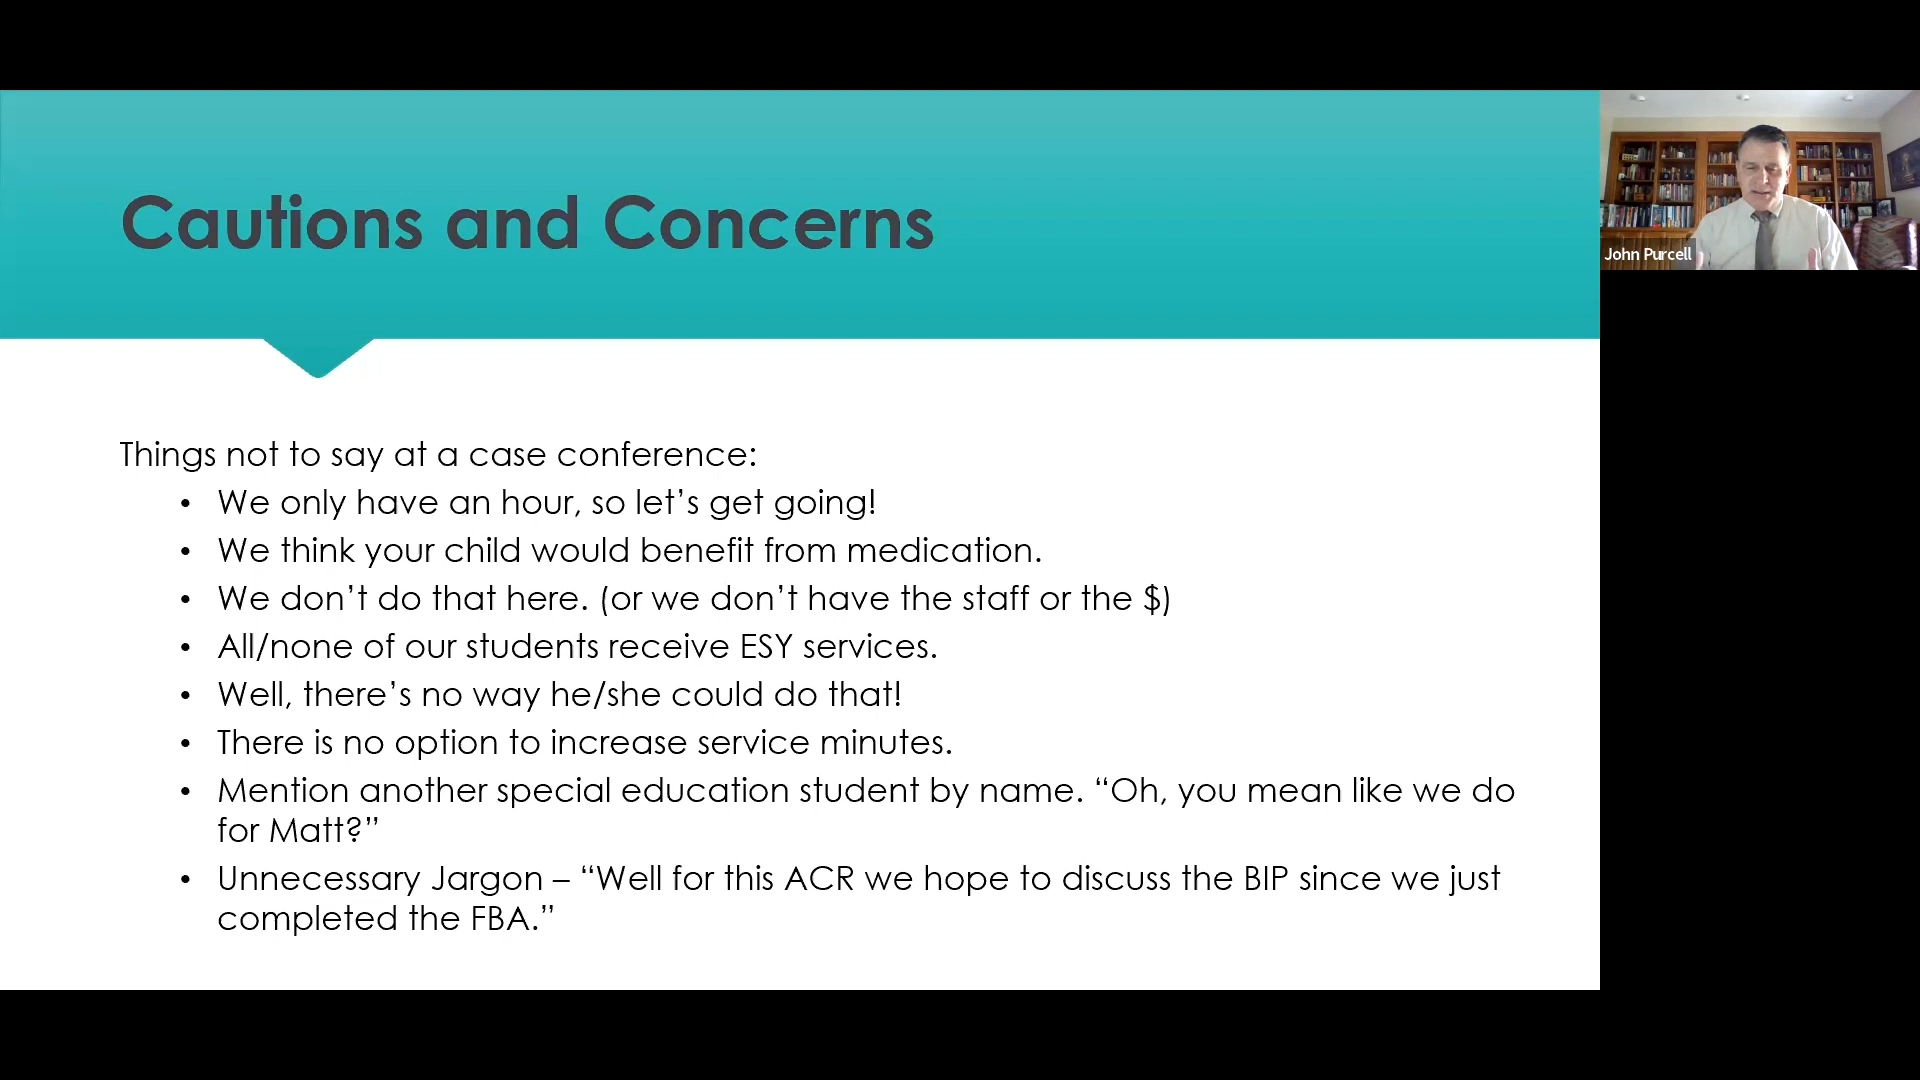 Cautions and Concerns
John Purcell
Things not to say at a case conference:
• We only have an hour, so let’s get going!
• We think your child would benefit from medication.
• We don’t do that here. (or we don’t have the staff or the $)
• All/none of our students receive ESY services.
• Well, there’s no way he/she could do that!
• There is no option to increase service minutes.
• Mention another special education student by name. “Oh, you mean like we do
for Matt?”
• Unnecessary Jargon – “Well for this ACR we hope to discuss the BIP since we just
completed the FBA.”